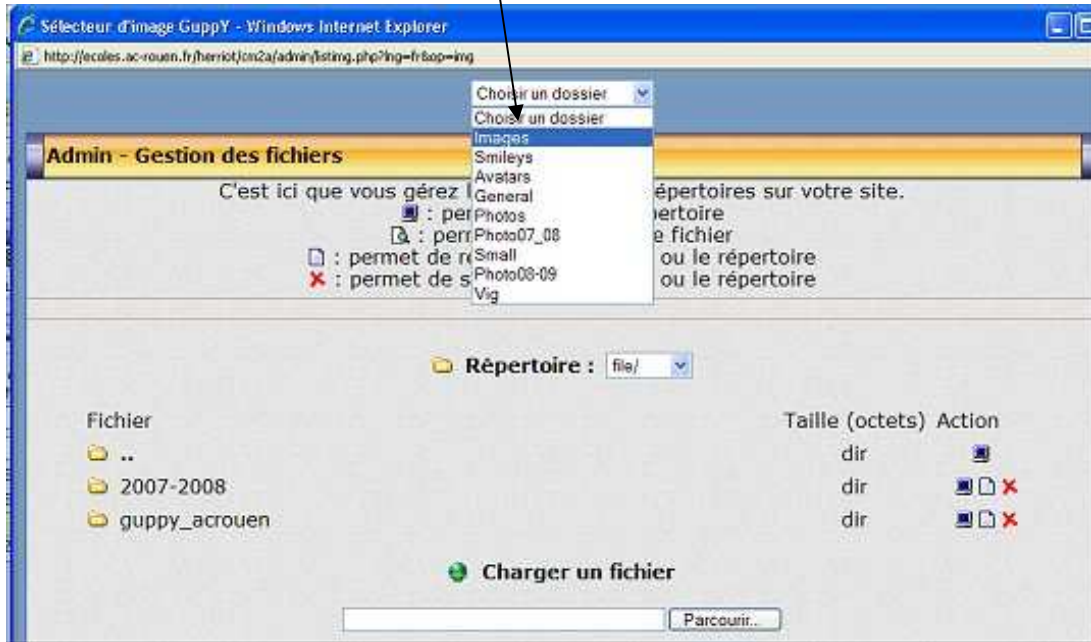 Sélecteur d'image GuppY - Windows Internet Explorer
http://ecoles.ac-rouen.fr/herriot/cm2a/admin/listimg.php?lng=fr&op=img
Choisir un dossier
Choisir un dossier
Images
Smileys
Avatars
General
Photos
Photo07_08
Small
Photo08-09
Vig
Admin - Gestion des fichiers
C'est ici que vous gérez épertoires sur votre site.
: per pertoire
: perm e fichier
: permet de r ou le répertoire
: permet de s ou le répertoire
Rêpertoire : file/
Fichier Taille (octets) Action
.. dir
2007-2008 dir
guppy_acrouen dir
Charger un fichier
Parcourir...